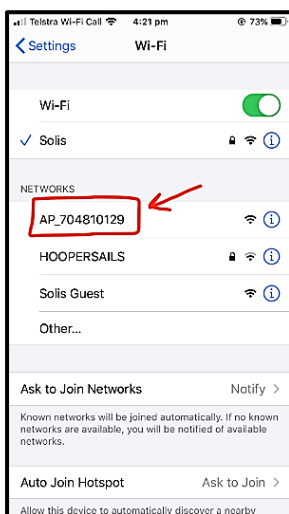 Telstra Wi-Fi Call 4:21 pm 73%
Settings Wi-Fi
Wi-Fi
Solis
NETWORKS
AP_704810129
HOOPERSAILS
Solis Guest
Other...
Ask to Join Networks Notify
Known networks will be joined automatically. If no known
networks are available, you will be notified of available
networks.
Auto Join Hotspot Ask to Join
Allow this device to automatically discover a nearby